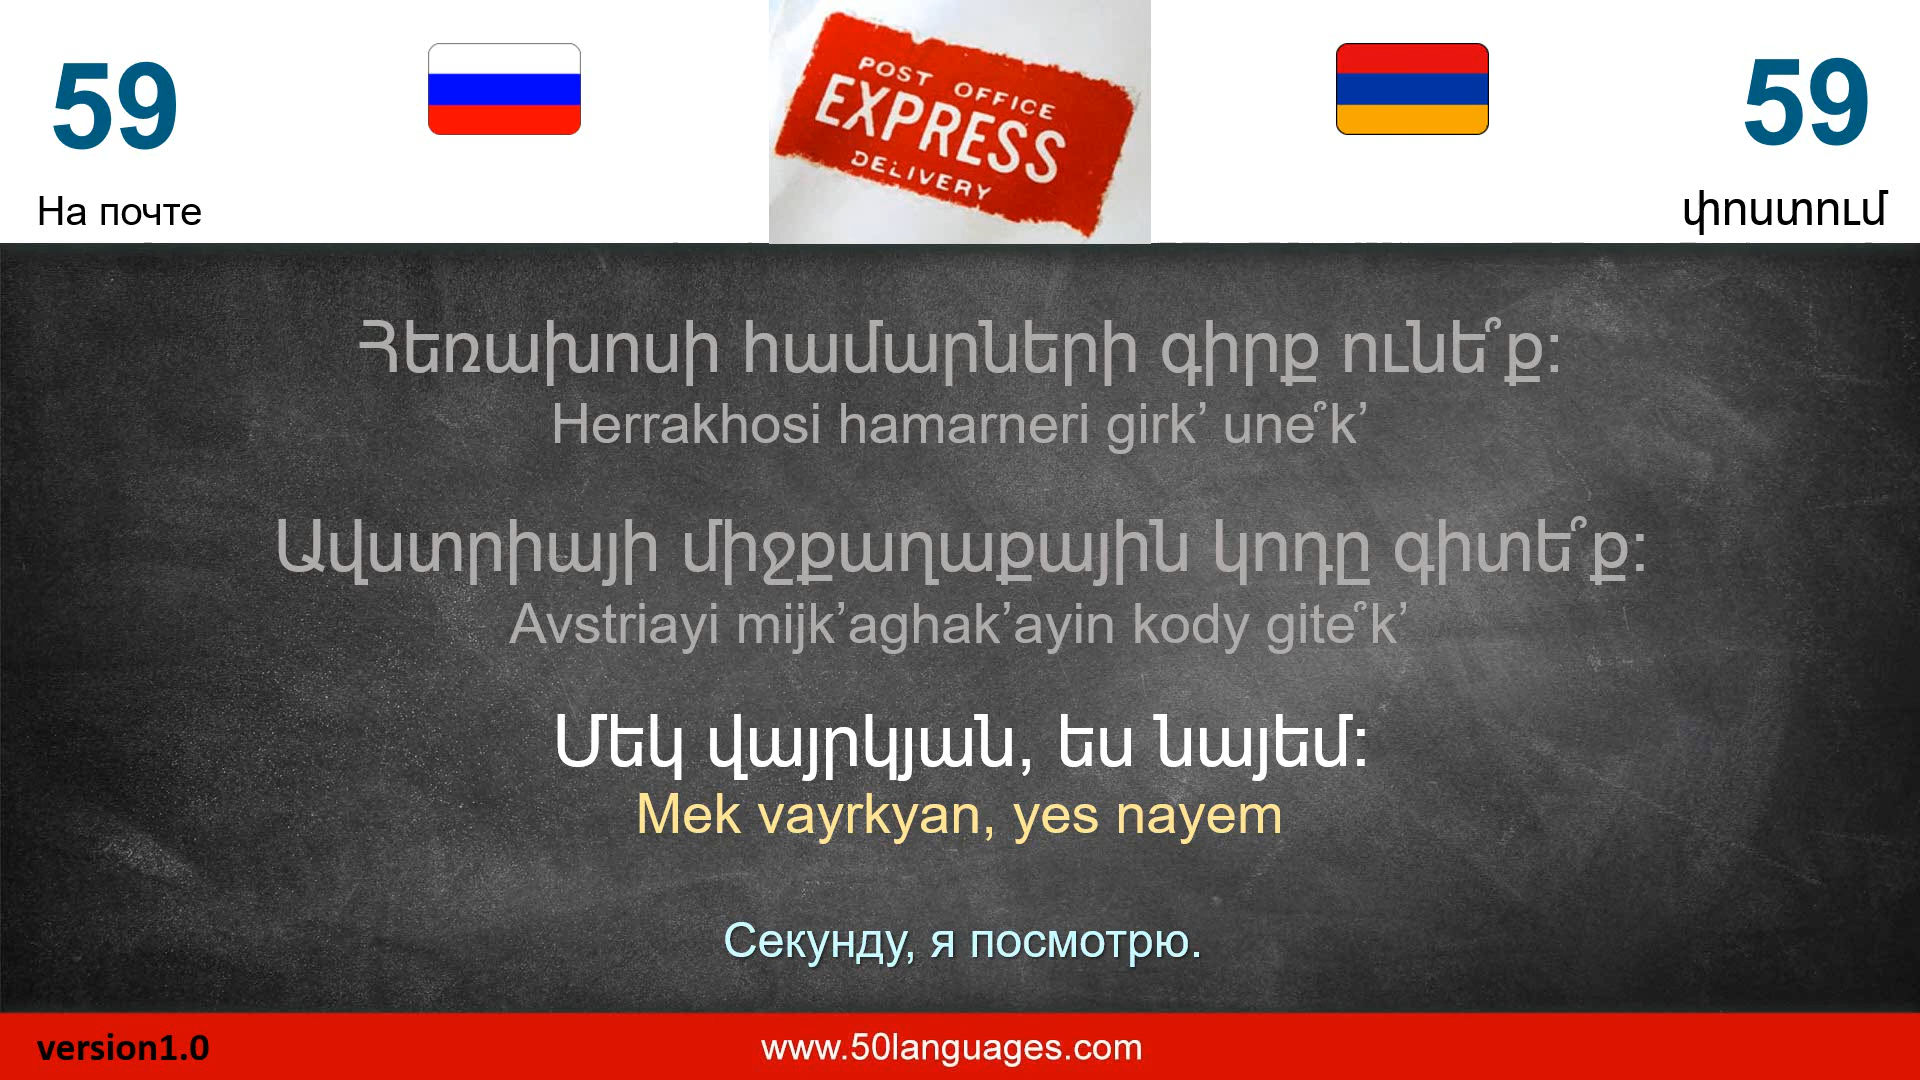 59
59
На почте
POST OFFICE
EXPRESS
DELIVERY
փոստում
Հեռախոսի համարների գիրք ունե՞ք:
Herrakhosi hamarneri girk’ une՞k’
Ավստրիայի միջքաղաքային կոդը գիտե՞ք:
Avstriayi mijk’aghak’ayin kody gite՞k’
Մեկ վայրկյան, ես նայեմ:
Mek vayrkyan, yes nayem
Секунду, я посмотрю.
version1.0
www.50languages.com